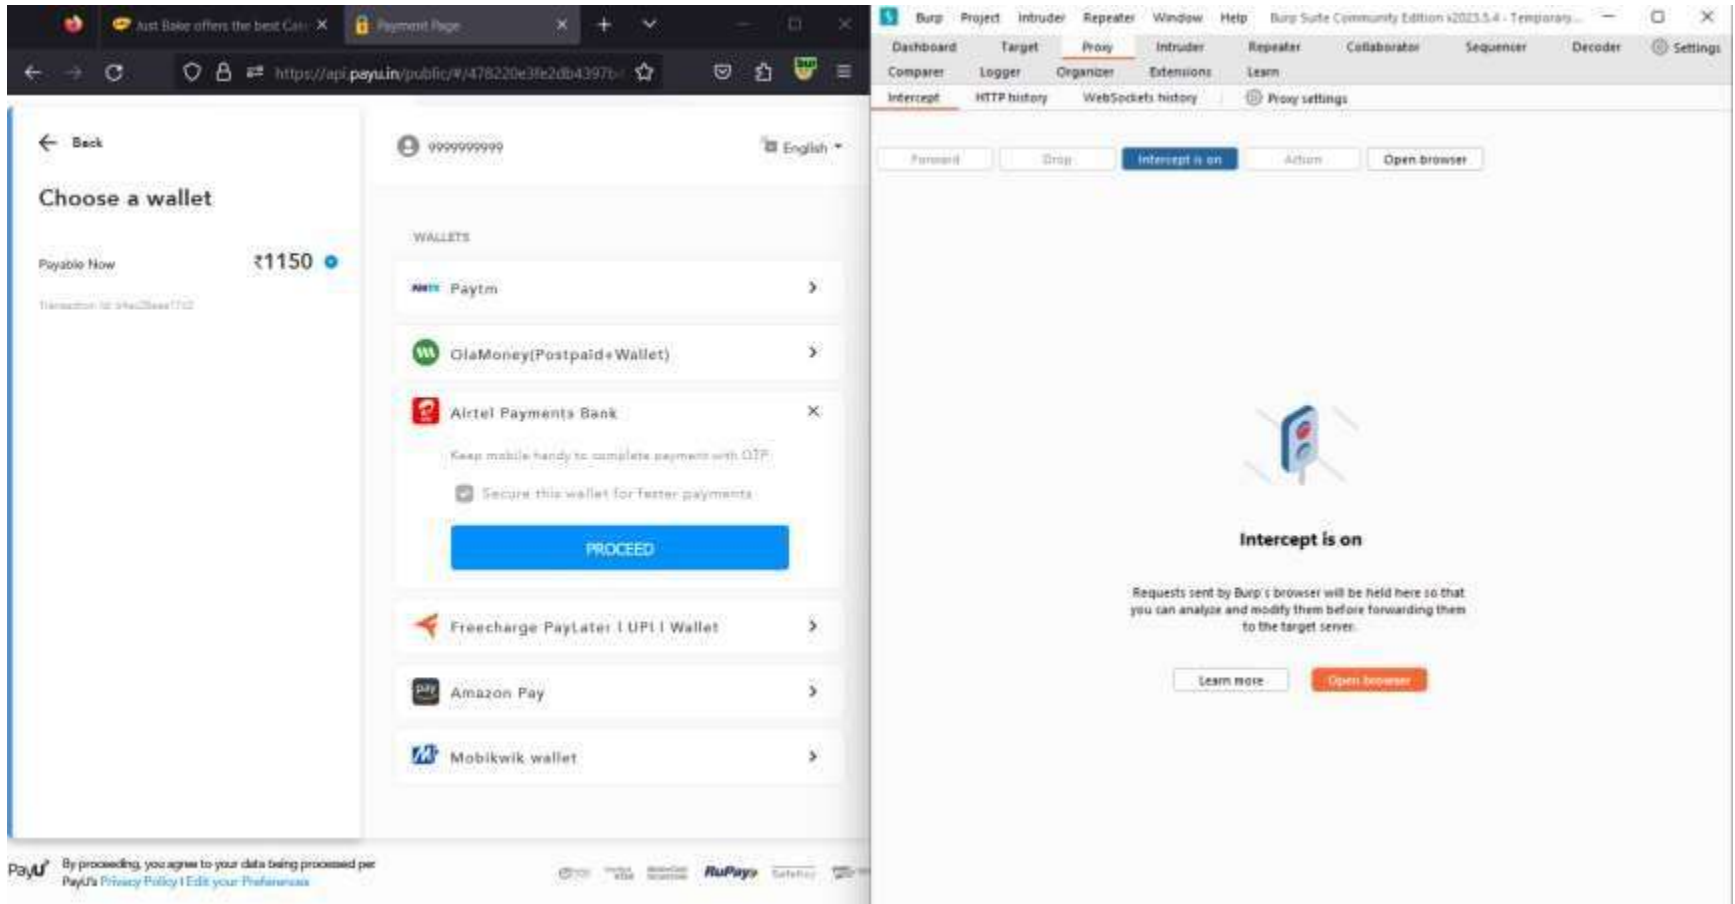 Just Bake offers the best
Payment Page
https://api.payu.in/public/#/478220e3fe2db4397b
Back
Choose a wallet
Payable Now ₹1150
9999999999
English
WALLETS
Paytm
OlaMoney(Postpaid+Wallet)
Airtel Payments Bank
Keep mobile handy to complete payment with OTP
Secure this wallet for faster payments
PROCEED
Freecharge PayLater | UPI | Wallet
pay Amazon Pay
Mobikwik wallet
PayU
By proceeding, you agree to your data being processed per
PayU's Privacy Policy | Edit your Preferences
RuPay
Burp Project Intruder Repeater Window Help Burp Suite Community Edition v2023.5.4 - Temporary...
Dashboard Target Proxy Intruder Repeater Collaborator Sequencer Decoder Settings
Comparer Logger Organizer Extensions Learn
Intercept HTTP history WebSockets history Proxy settings
Forward Drop Intercept is on Action Open browser
Intercept is on
Requests sent by Burp's browser will be held here so that
you can analyze and modify them before forwarding them
to the target server.
Learn more Open browser